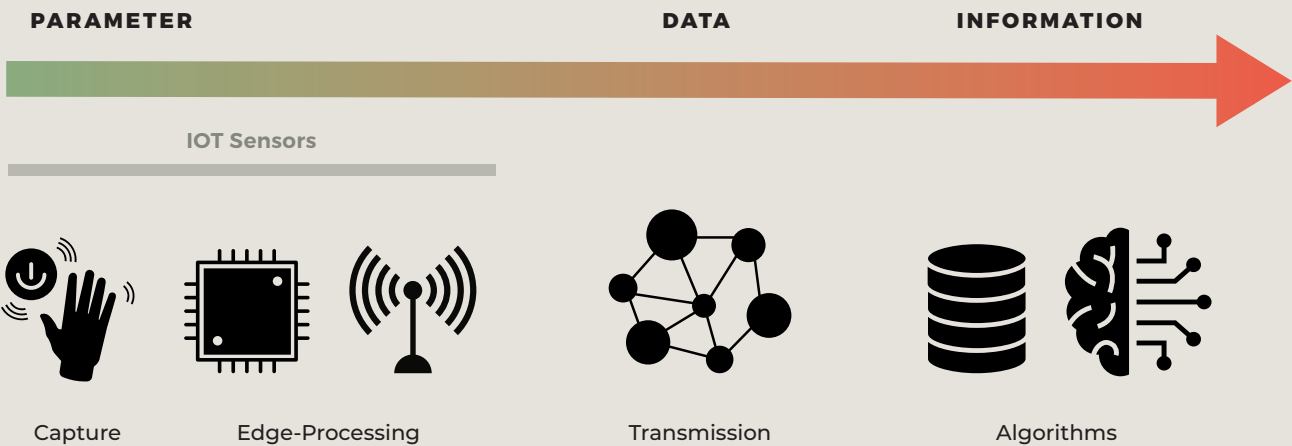 PARAMETER
DATA
INFORMATION
IOT Sensors
Capture
Edge-Processing
Transmission
Algorithms